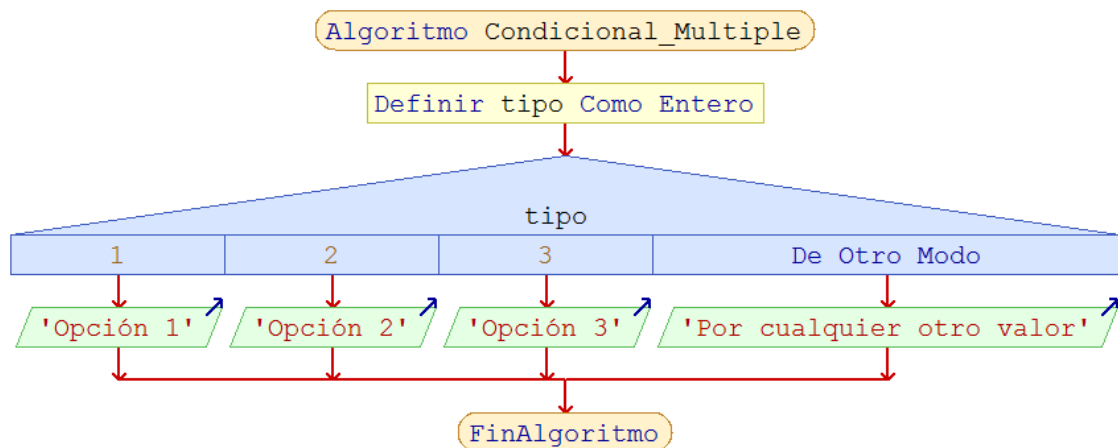 Algoritmo Condicional_Multiple
Definir tipo Como Entero
tipo
1 2 3 De Otro Modo
'Opción 1' 'Opción 2' 'Opción 3' 'Por cualquier otro valor'
FinAlgoritmo